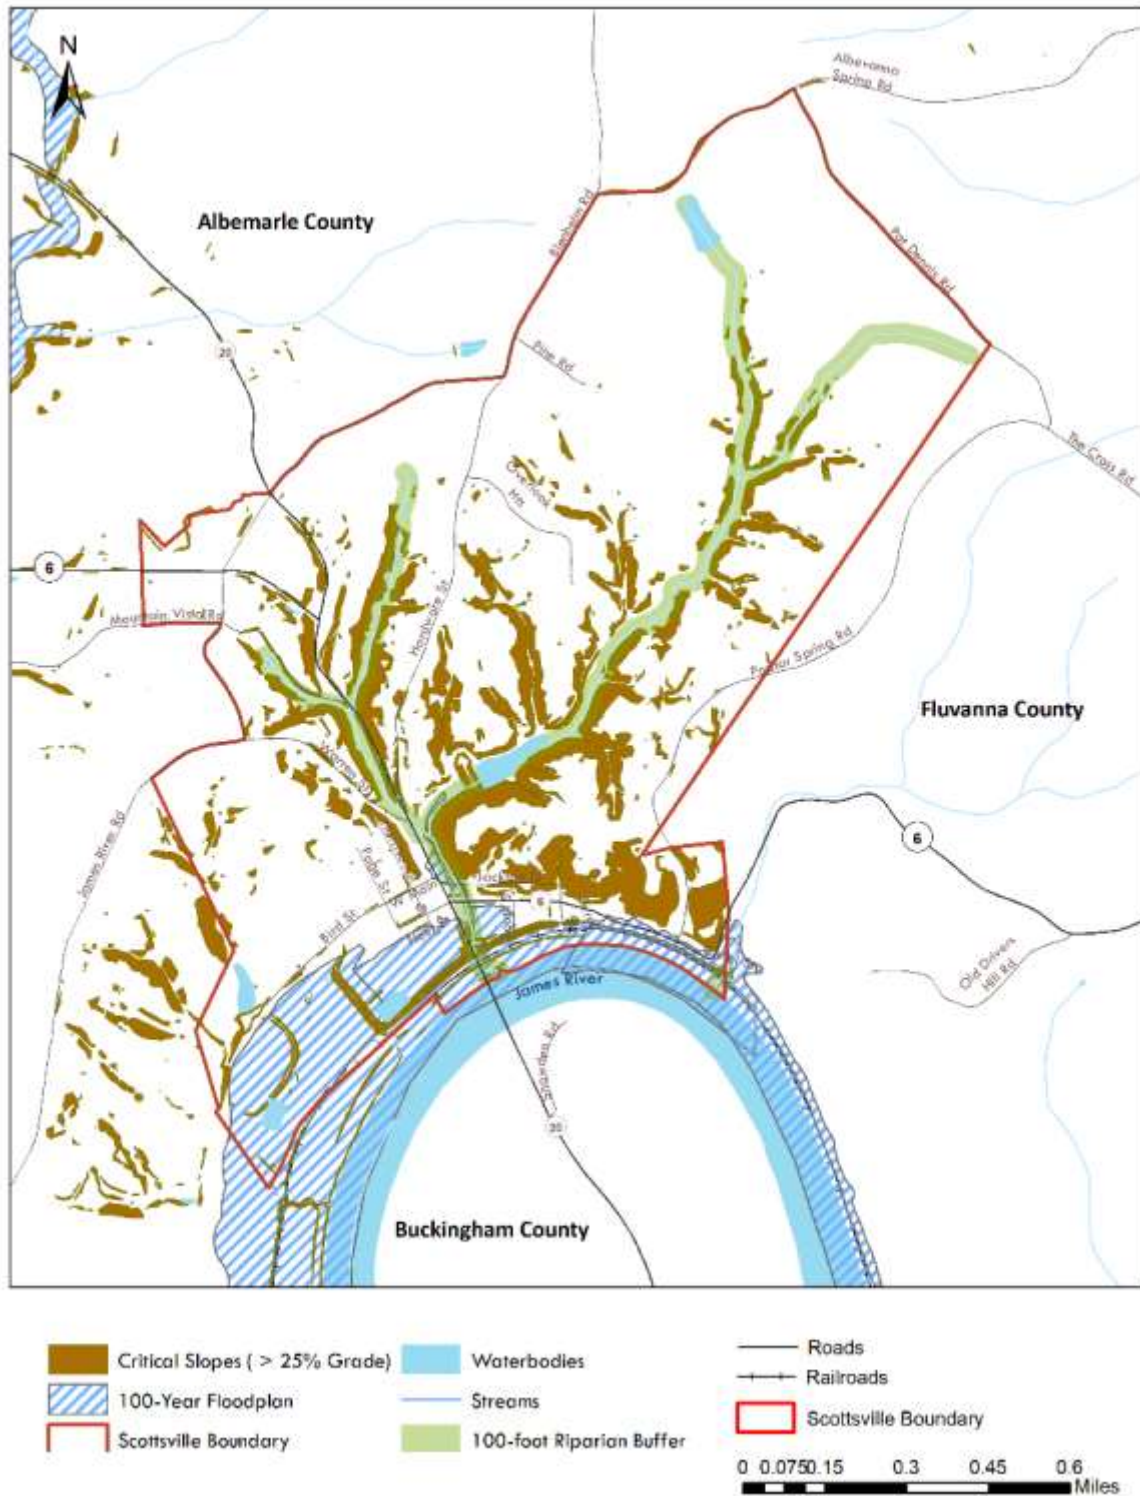 N
Albevanna
Spring Rd
Albemarle County
Blenheim Rd
Pat Dennis Rd
20
Pine Rd
The Cross Rd
Overlook
6
Hardware St
Mountain Vista Rd
Poplar Spring Rd
Fluvanna County
Warren St
6
James River Rd
Page St
W Main
Bird St
6
Old Drivers
Hill Rd
James River
20
Buckingham County
Critical Slopes ( > 25% Grade)
Waterbodies
Roads
Railroads
100-Year Floodplan
Streams
Scottsville Boundary
Scottsville Boundary
100-foot Riparian Buffer
0 0.075 0.15 0.3 0.45 0.6
Miles